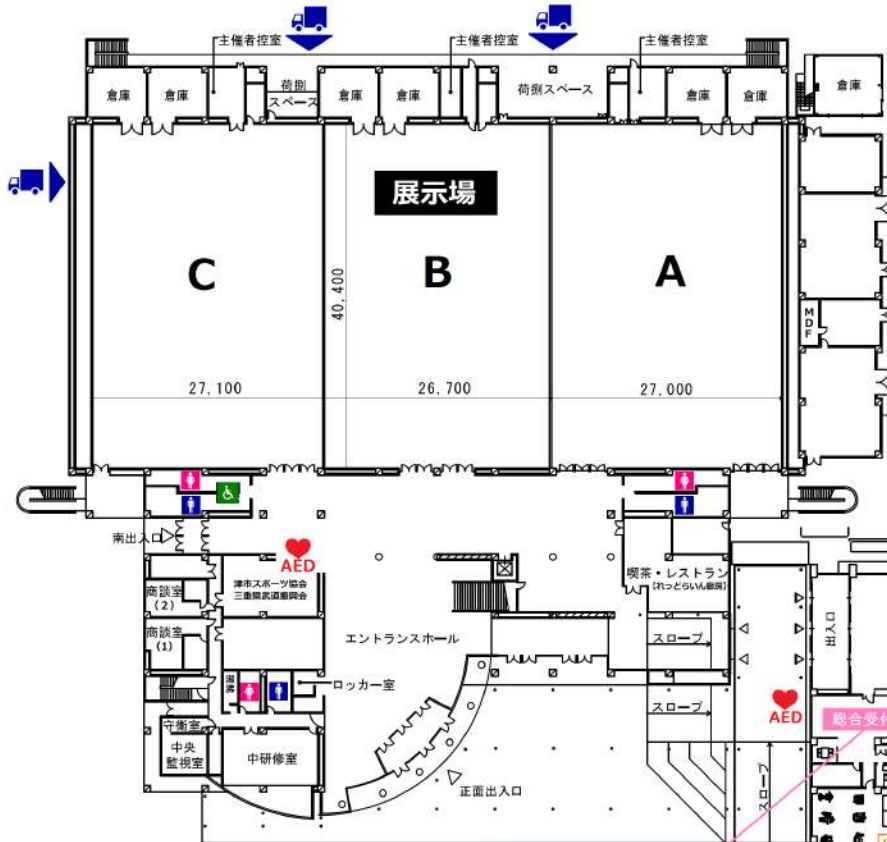 主催者控室
主催者控室
主催者控室
倉庫
倉庫
荷捌
スペース
倉庫
倉庫
荷捌スペース
倉庫
倉庫
倉庫
展示場
C
B
A
40,400
MDF
27,100
26,700
27,000
南出入口
AED
津市スポーツ協会
三重県武道振興会
喫茶・レストラン
商談室
(2)
商談室
(1)
エントランスホール
スロープ
出入口
ロッカー室
スロープ
AED
総合受付
守衛室
中央
監視室
中研修室
正面出入口
スロープ